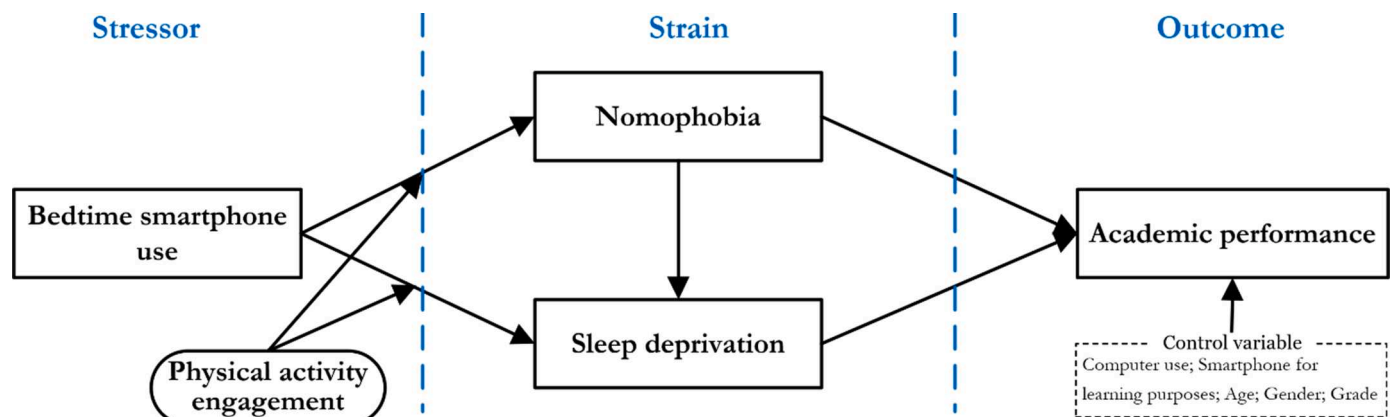 Stressor
Strain
Outcome
Nomophobia
Bedtime smartphone
use
Academic performance
Sleep deprivation
Physical activity
engagement
Control variable
Computer use; Smartphone for
learning purposes; Age; Gender; Grade